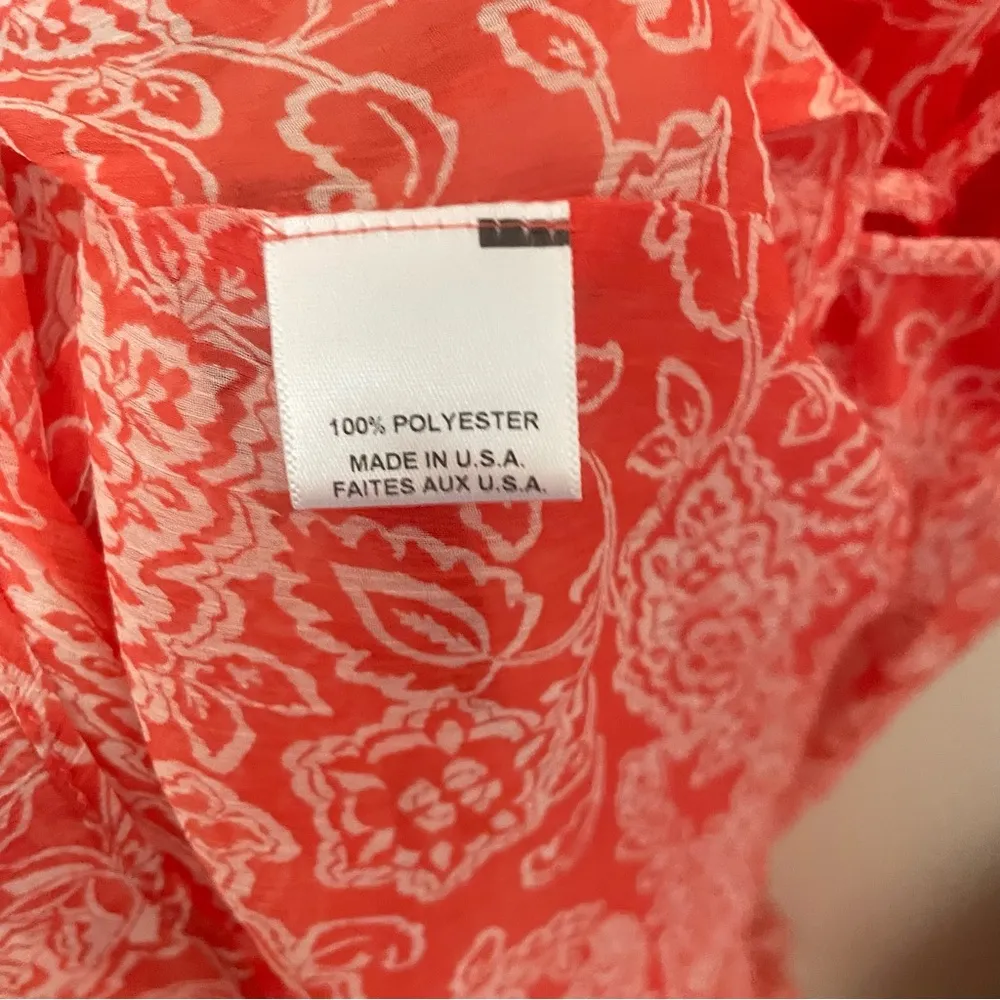 100% POLYESTER
MADE IN U.S.A.
FAITES AUX U.S.A.